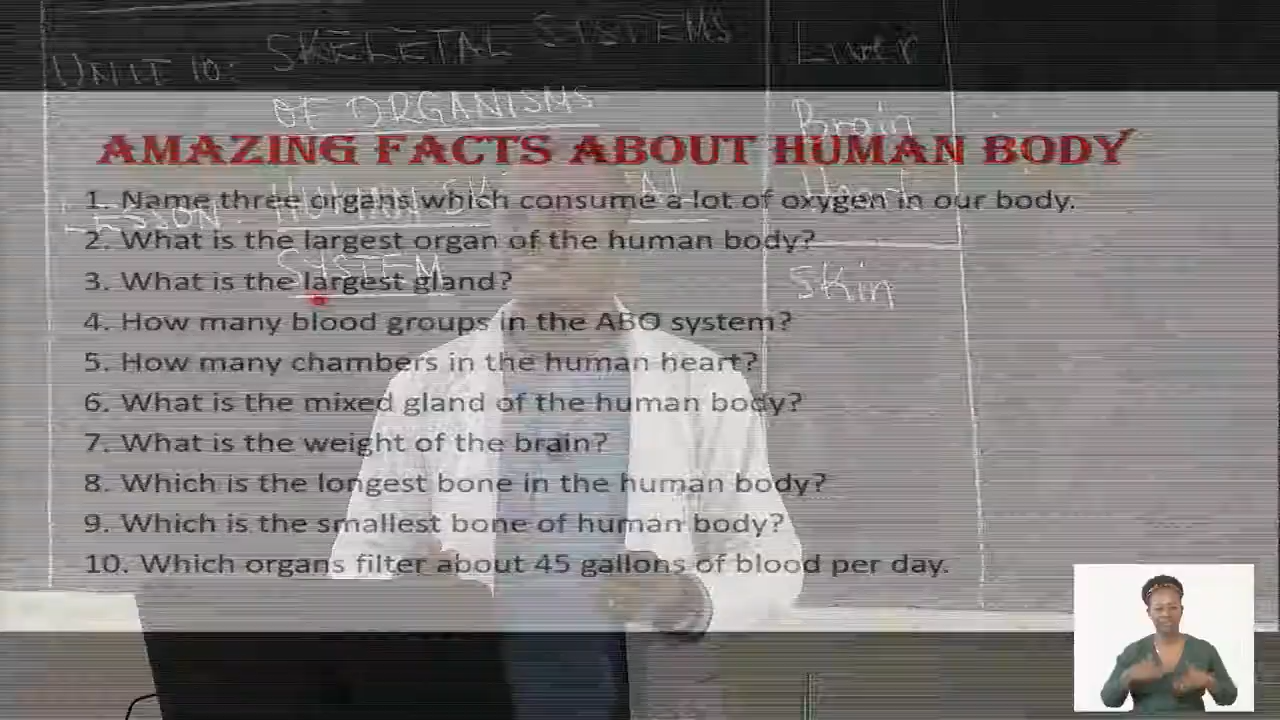 UNIT 10: SKELETAL SYSTEMS
OF ORGANISMS
LESSON HUMAN
SYSTEM
Liver
Brain
Heart
Skin
AMAZING FACTS ABOUT HUMAN BODY
1. Name three organs which consume a lot of oxygen in our body.
2. What is the largest organ of the human body?
3. What is the largest gland?
4. How many blood groups in the ABO system?
5. How many chambers in the human heart?
6. What is the mixed gland of the human body?
7. What is the weight of the brain?
8. Which is the longest bone in the human body?
9. Which is the smallest bone of human body?
10. Which organs filter about 45 gallons of blood per day.